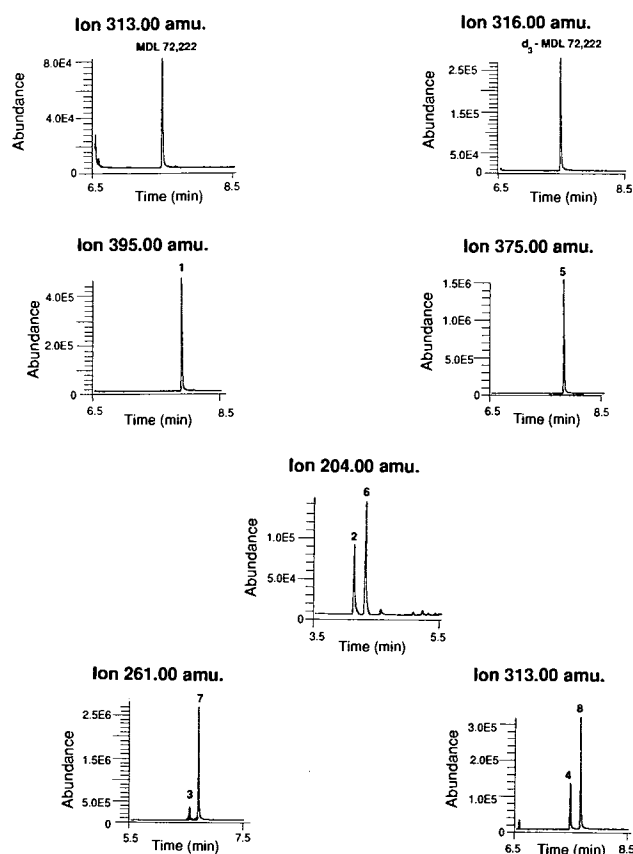 Ion 313.00 amu.
MDL 72,222
8.0E4
4.0E4
0
Abundance
6.5
8.5
Time (min)
Ion 316.00 amu.
d3 - MDL 72,222
2.5E5
1.5E5
5.0E4
0
Abundance
6.5
8.5
Time (min)
Ion 395.00 amu.
1
4.0E5
2.0E5
0
Abundance
6.5
8.5
Time (min)
Ion 375.00 amu.
5
1.5E6
1.0E6
5.0E5
0
Abundance
6.5
8.5
Time (min)
Ion 204.00 amu.
6
2
1.0E5
5.0E4
0
Abundance
3.5
5.5
Time (min)
Ion 261.00 amu.
7
3
2.5E6
1.5E6
5.0E5
0
Abundance
5.5
7.5
Time (min)
Ion 313.00 amu.
8
4
3.0E5
2.0E5
1.0E5
0
Abundance
6.5
8.5
Time (min)